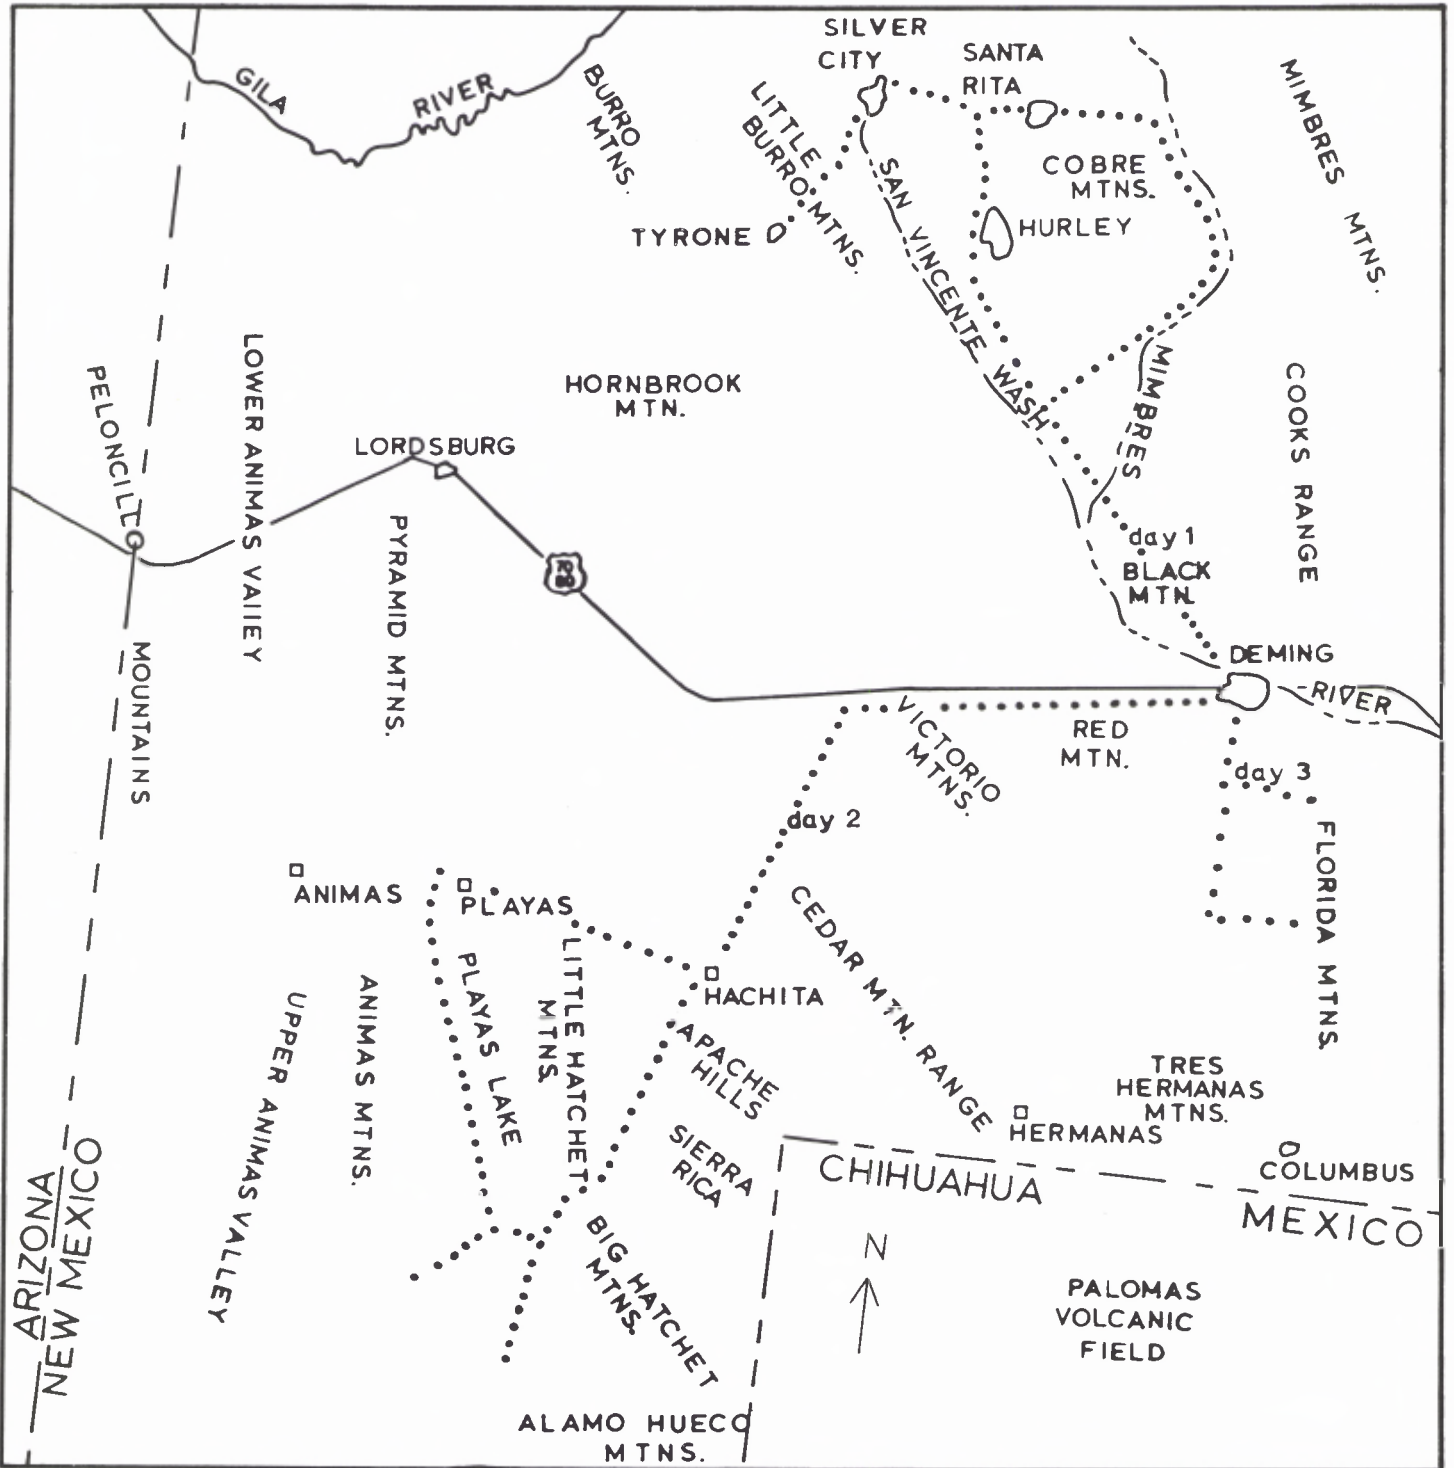 SILVER
CITY
SANTA
RITA
GILA
RIVER
BURRO
MTNS.
LITTLE
BURRO MTNS.
MIMBRES MTNS.
COBRE
MTNS.
SAN VINCENTE WASH
TYRONE
HURLEY
PELONCILL
MOUNTAINS
LOWER ANIMAS VAllEY
HORNBROOK
MTN.
MIMBRES
COOKS RANGE
LORDSBURG
PYRAMID MTNS.
70
80
day 1
BLACK
MTN.
DEMING
RIVER
VICTORIO
MTNS.
RED
MTN.
day 3
day 2
FLORIDA MTNS.
ANIMAS
PLAYAS
CEDAR MTN. RANGE
LITTLE HATCHET
MTNS.
PLAYAS LAKE
HACHITA
ANIMAS MTNS.
UPPER ANIMAS VALLEY
APACHE
HILLS
TRES
HERMANAS
MTNS.
HERMANAS
SIERRA
RICA
COLUMBUS
CHIHUAHUA
MEXICO
ARIZONA
NEW MEXICO
BIG HATCHET
MTNS.
N
PALOMAS
VOLCANIC
FIELD
ALAMO HUECO
MTNS.